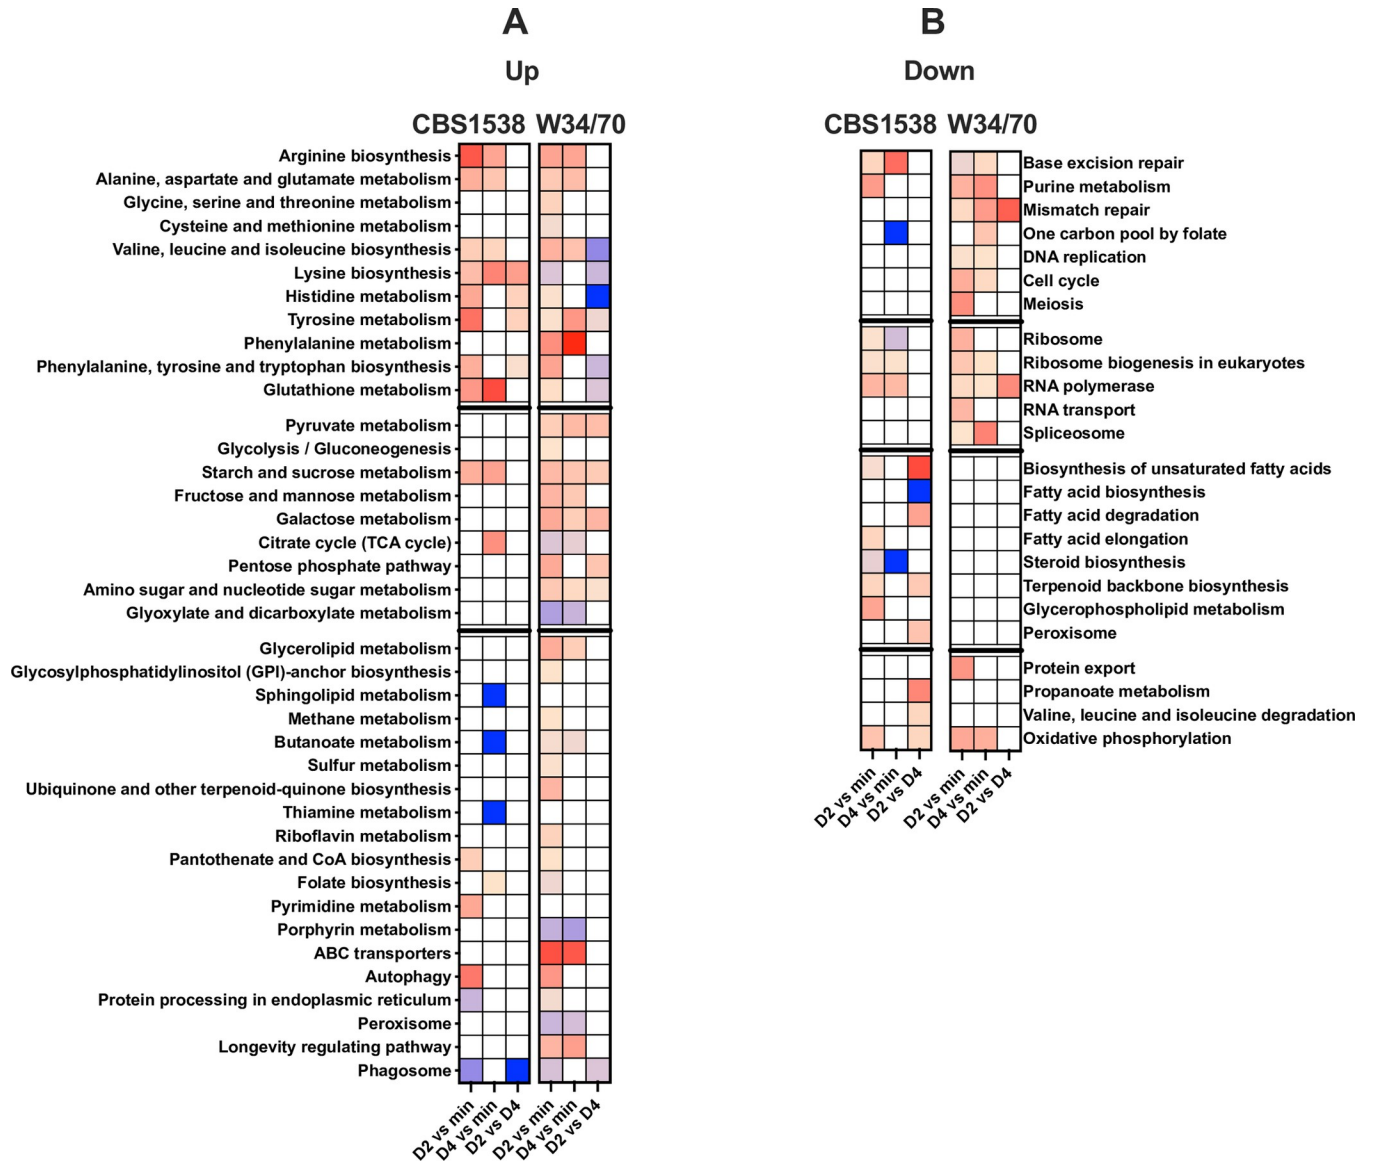 A
Up
CBS1538 W34/70
Arginine biosynthesis
Alanine, aspartate and glutamate metabolism
Glycine, serine and threonine metabolism
Cysteine and methionine metabolism
Valine, leucine and isoleucine biosynthesis
Lysine biosynthesis
Histidine metabolism
Tyrosine metabolism
Phenylalanine metabolism
Phenylalanine, tyrosine and tryptophan biosynthesis
Glutathione metabolism
Pyruvate metabolism
Glycolysis / Gluconeogenesis
Starch and sucrose metabolism
Fructose and mannose metabolism
Galactose metabolism
Citrate cycle (TCA cycle)
Pentose phosphate pathway
Amino sugar and nucleotide sugar metabolism
Glyoxylate and dicarboxylate metabolism
Glycerolipid metabolism
Glycosylphosphatidylinositol (GPI)-anchor biosynthesis
Sphingolipid metabolism
Methane metabolism
Butanoate metabolism
Sulfur metabolism
Ubiquinone and other terpenoid-quinone biosynthesis
Thiamine metabolism
Riboflavin metabolism
Pantothenate and CoA biosynthesis
Folate biosynthesis
Pyrimidine metabolism
Porphyrin metabolism
ABC transporters
Autophagy
Protein processing in endoplasmic reticulum
Peroxisome
Longevity regulating pathway
Phagosome
D2 vs min
D4 vs min
D2 vs D4
D2 vs min
D4 vs min
D2 vs D4
B
Down
CBS1538 W34/70
Base excision repair
Purine metabolism
Mismatch repair
One carbon pool by folate
DNA replication
Cell cycle
Meiosis
Ribosome
Ribosome biogenesis in eukaryotes
RNA polymerase
RNA transport
Spliceosome
Biosynthesis of unsaturated fatty acids
Fatty acid biosynthesis
Fatty acid degradation
Fatty acid elongation
Steroid biosynthesis
Terpenoid backbone biosynthesis
Glycerophospholipid metabolism
Peroxisome
Protein export
Propanoate metabolism
Valine, leucine and isoleucine degradation
Oxidative phosphorylation
D2 vs min
D4 vs min
D2 vs D4
D2 vs min
D4 vs min
D2 vs D4